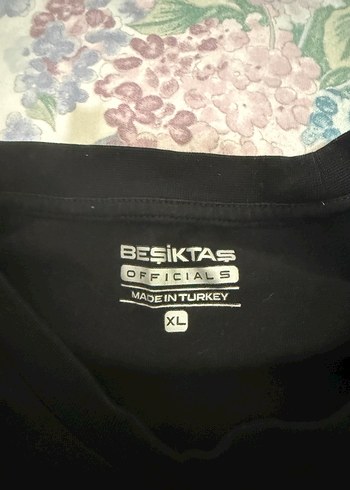 BEŞİKTAŞ
OFFICIALS
MADE IN TURKEY
XL